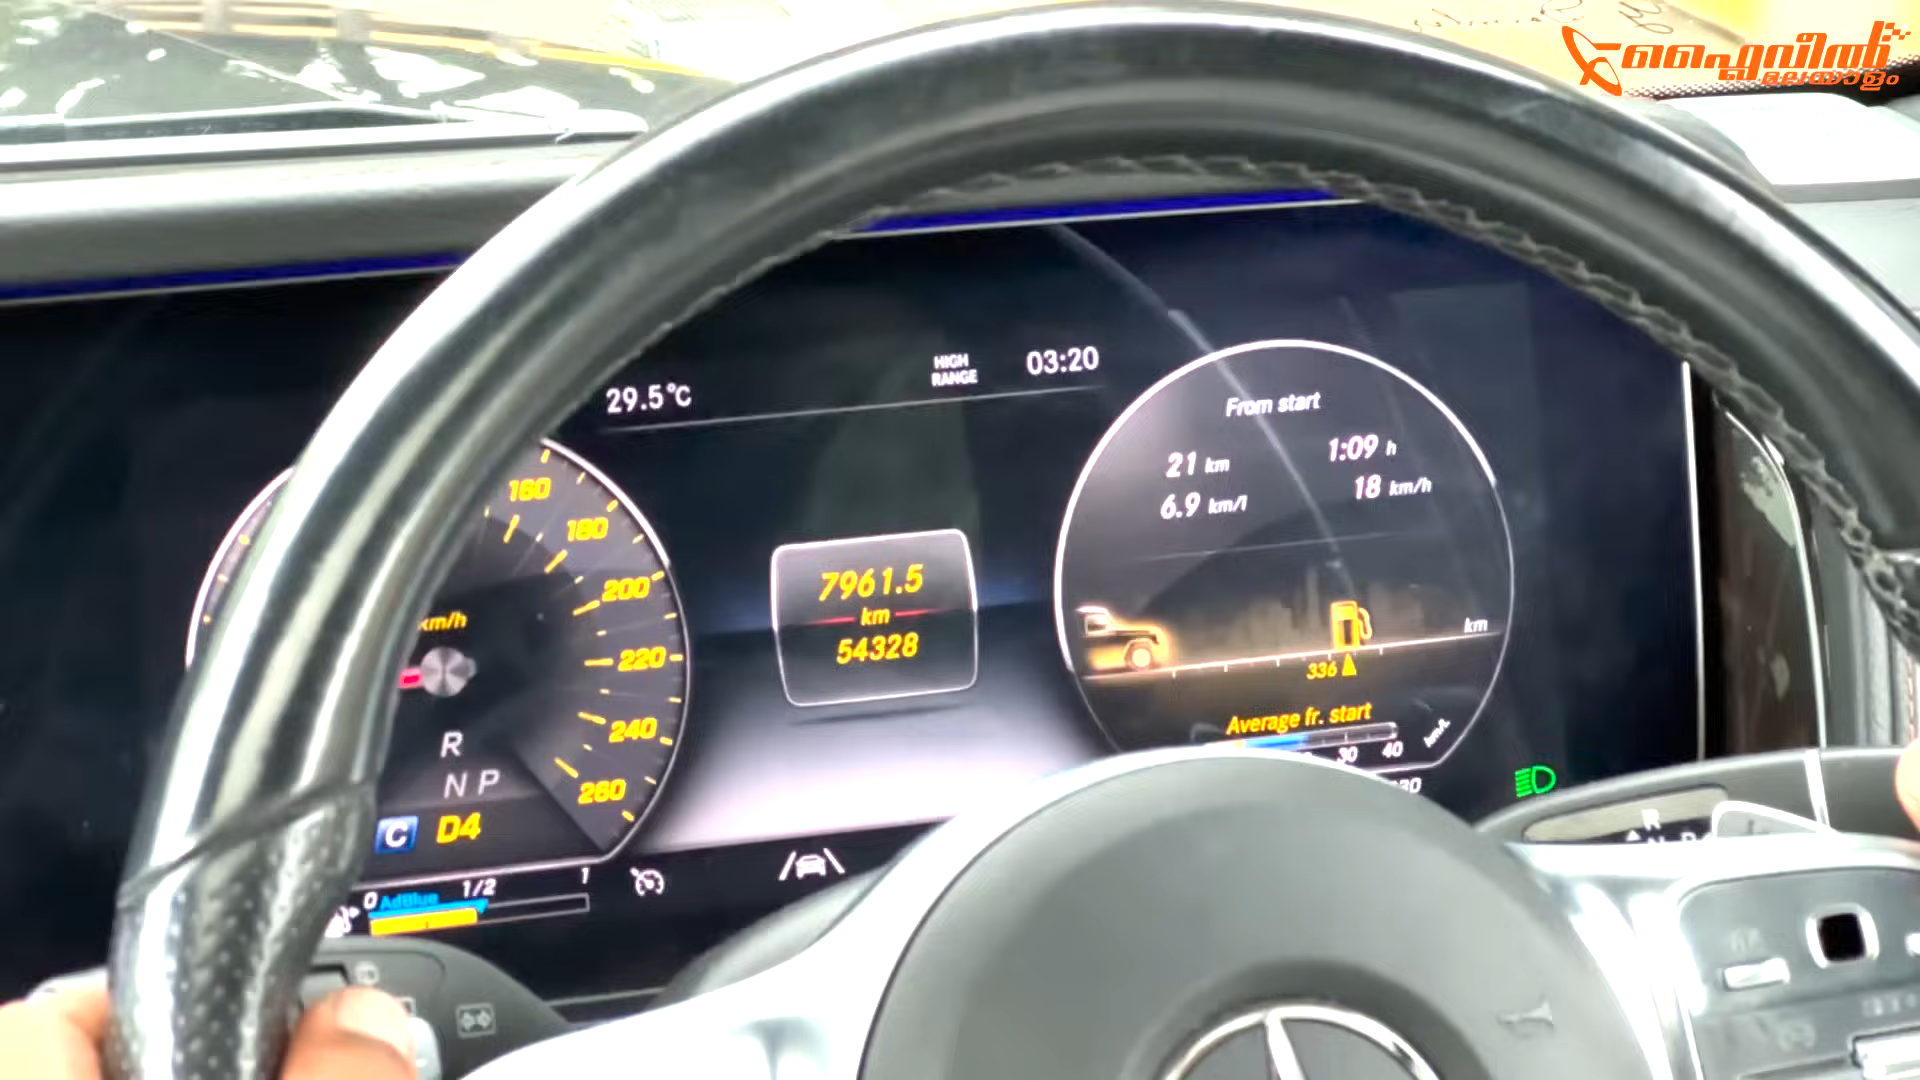 ഫ്ലൈവീൽ
മലയാളം
29.5°C
HIGH
RANGE
03:20
From start
21 km
1:09 h
6.9 km/l
18 km/h
160
180
200
220
240
260
km/h
7961.5
km
54328
km
336
Average fr. start
30
40
km/l
R
N P
C
D4
0
AdBlue
1/2
1
R